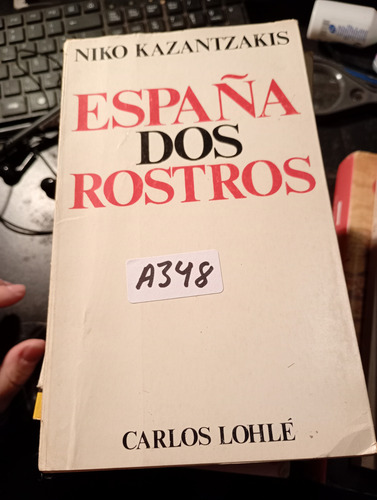 NIKO KAZANTZAKIS
ESPAÑA
DOS
ROSTROS
A348
CARLOS LOHLÉ